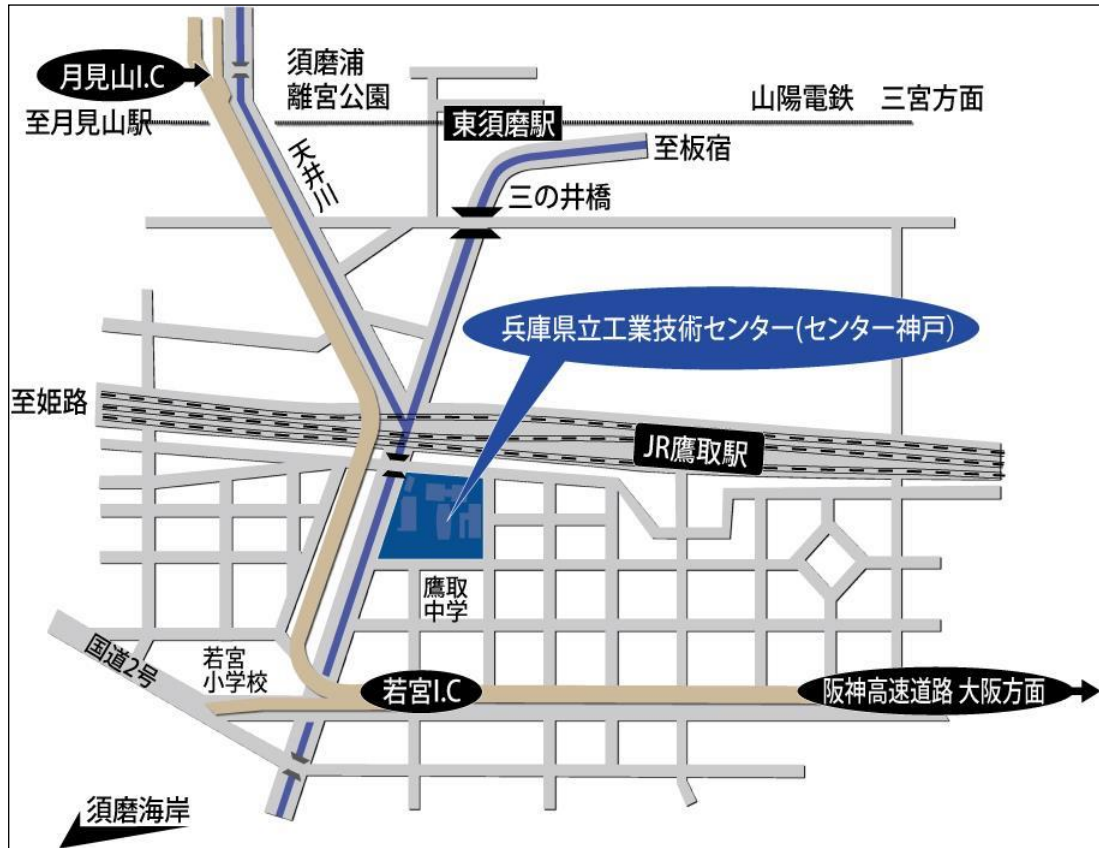 月見山I.C
須磨浦
離宮公園
山陽電鉄 三宮方面
至月見山駅
東須磨駅
至板宿
天井川
三の井橋
兵庫県立工業技術センター(センター神戸)
至姫路
JR鷹取駅
鷹取
中学
国道2号
若宮
小学校
若宮I.C
阪神高速道路 大阪方面
須磨海岸